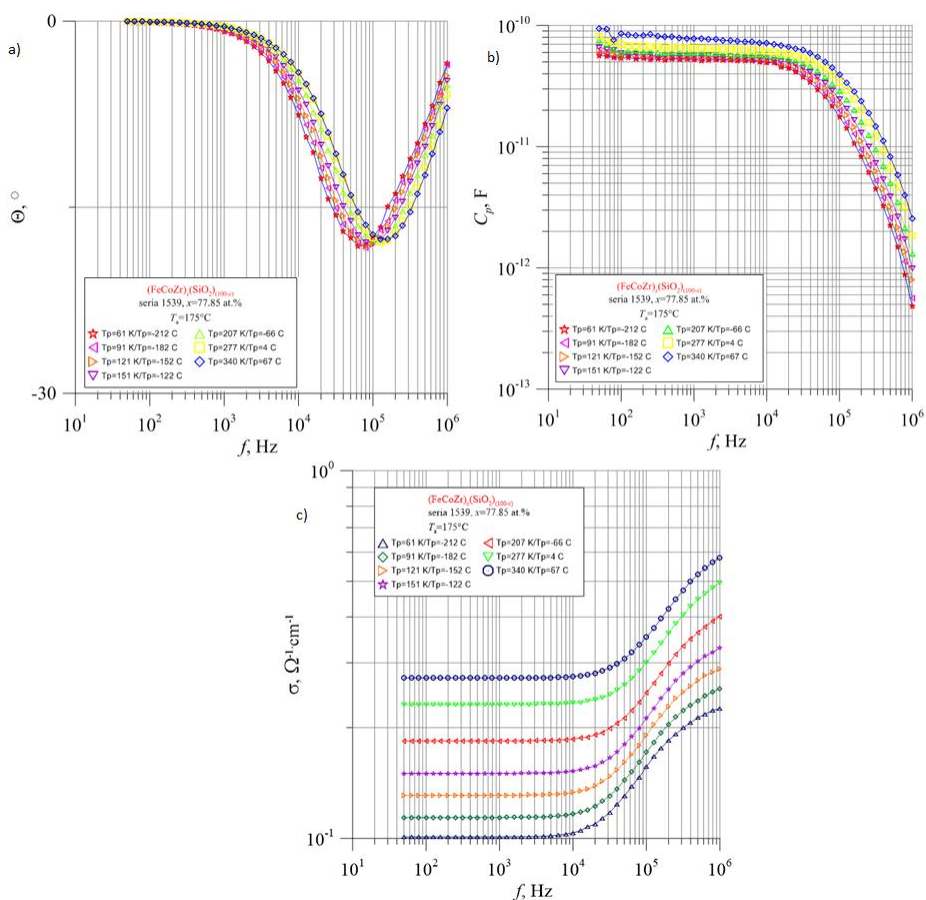 a)
0
-30
Θ, °
10¹ 10² 10³ 10⁴ 10⁵ 10⁶
f, Hz
(FeCoZr)ₓ(SiO₂)₍₁₀₀₋ₓ₎
seria 1539, x=77.85 at.%
Tₐ=175°C
Tp=61 K/Tp=-212 C Tp=207 K/Tp=-66 C
Tp=91 K/Tp=-182 C Tp=277 K/Tp=4 C
Tp=121 K/Tp=-152 C Tp=340 K/Tp=67 C
Tp=151 K/Tp=-122 C
b)
10⁻¹⁰
10⁻¹¹
10⁻¹²
10⁻¹³
Cₚ, F
10¹ 10² 10³ 10⁴ 10⁵ 10⁶
f, Hz
(FeCoZr)ₓ(SiO₂)₍₁₀₀₋ₓ₎
seria 1539, x=77.85 at.%
Tₐ=175°C
Tp=61 K/Tp=-212 C Tp=207 K/Tp=-66 C
Tp=91 K/Tp=-182 C Tp=277 K/Tp=4 C
Tp=121 K/Tp=-152 C Tp=340 K/Tp=67 C
Tp=151 K/Tp=-122 C
c)
10⁰
10⁻¹
σ, Ω⁻¹·cm⁻¹
10¹ 10² 10³ 10⁴ 10⁵ 10⁶
f, Hz
(FeCoZr)ₓ(SiO₂)₍₁₀₀₋ₓ₎
seria 1539, x=77.85 at.%
Tₐ=175°C
Tp=61 K/Tp=-212 C Tp=207 K/Tp=-66 C
Tp=91 K/Tp=-182 C Tp=277 K/Tp=4 C
Tp=121 K/Tp=-152 C Tp=340 K/Tp=67 C
Tp=151 K/Tp=-122 C